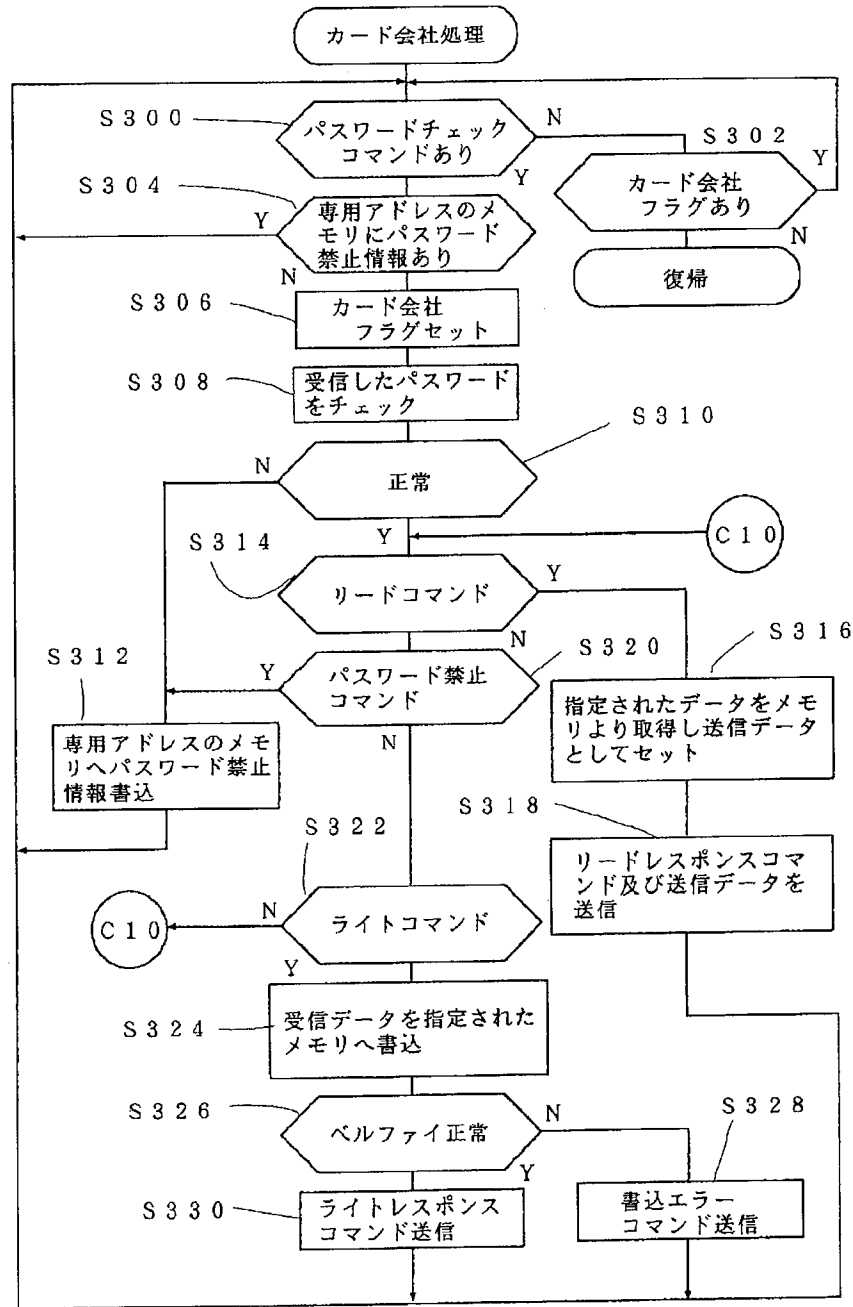 カード会社処理
S300
パスワードチェック
コマンドあり
N
Y
S302
カード会社
フラグあり
Y
N
復帰
S304
専用アドレスのメ
モリにパスワード
禁止情報あり
Y
N
S306
カード会社
フラグセット
S308
受信したパスワード
をチェック
S310
正常
N
Y
C10
S314
リードコマンド
Y
N
S312
専用アドレスのメモ
リへパスワード禁止
情報書込
S320
パスワード禁止
コマンド
Y
N
S316
指定されたデータをメモ
リより取得し送信データ
としてセット
S318
リードレスポンスコマ
ンド及び送信データを
送信
S322
ライトコマンド
N
C10
Y
S324
受信データを指定された
メモリへ書込
S326
ベルファイ正常
N
Y
S328
書込エラー
コマンド送信
S330
ライトレスポンス
コマンド送信